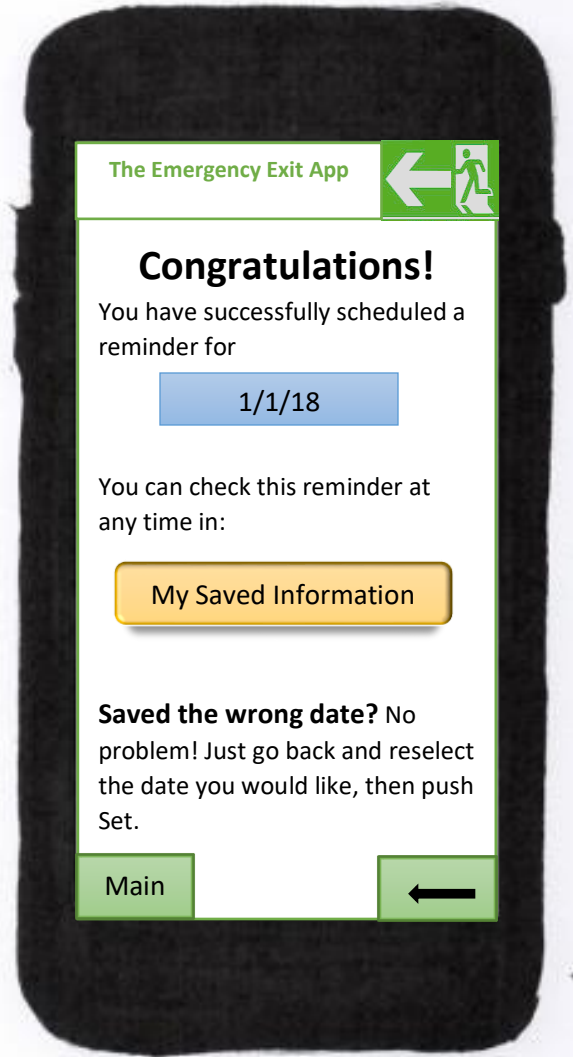 The Emergency Exit App
Congratulations!
You have successfully scheduled a
reminder for
1/1/18
You can check this reminder at
any time in:
My Saved Information
Saved the wrong date? No
problem! Just go back and reselect
the date you would like, then push
Set.
Main